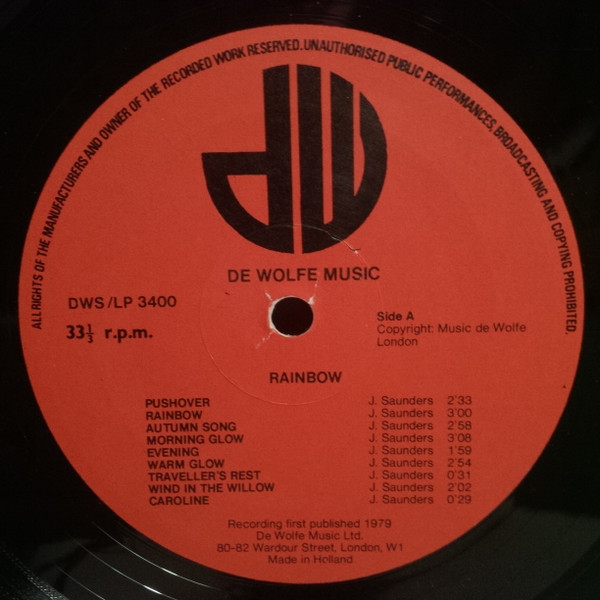 ALL RIGHTS OF THE MANUFACTURERS AND OWNER OF THE RECORDED WORK RESERVED. UNAUTHORISED PUBLIC PERFORMANCES, BROADCASTING AND COPYING PROHIBITED.
dW
DE WOLFE MUSIC
DWS/LP 3400
33⅓ r.p.m.
Side A
Copyright: Music de Wolfe
London
RAINBOW
PUSHOVER J. Saunders 2'33
RAINBOW J. Saunders 3'00
AUTUMN SONG J. Saunders 2'58
MORNING GLOW J. Saunders 3'08
EVENING J. Saunders 1'59
WARM GLOW J. Saunders 2'54
TRAVELLER'S REST J. Saunders 0'31
WIND IN THE WILLOW J. Saunders 2'02
CAROLINE J. Saunders 0'29
Recording first published 1979
De Wolfe Music Ltd.
80-82 Wardour Street, London, W1
Made in Holland